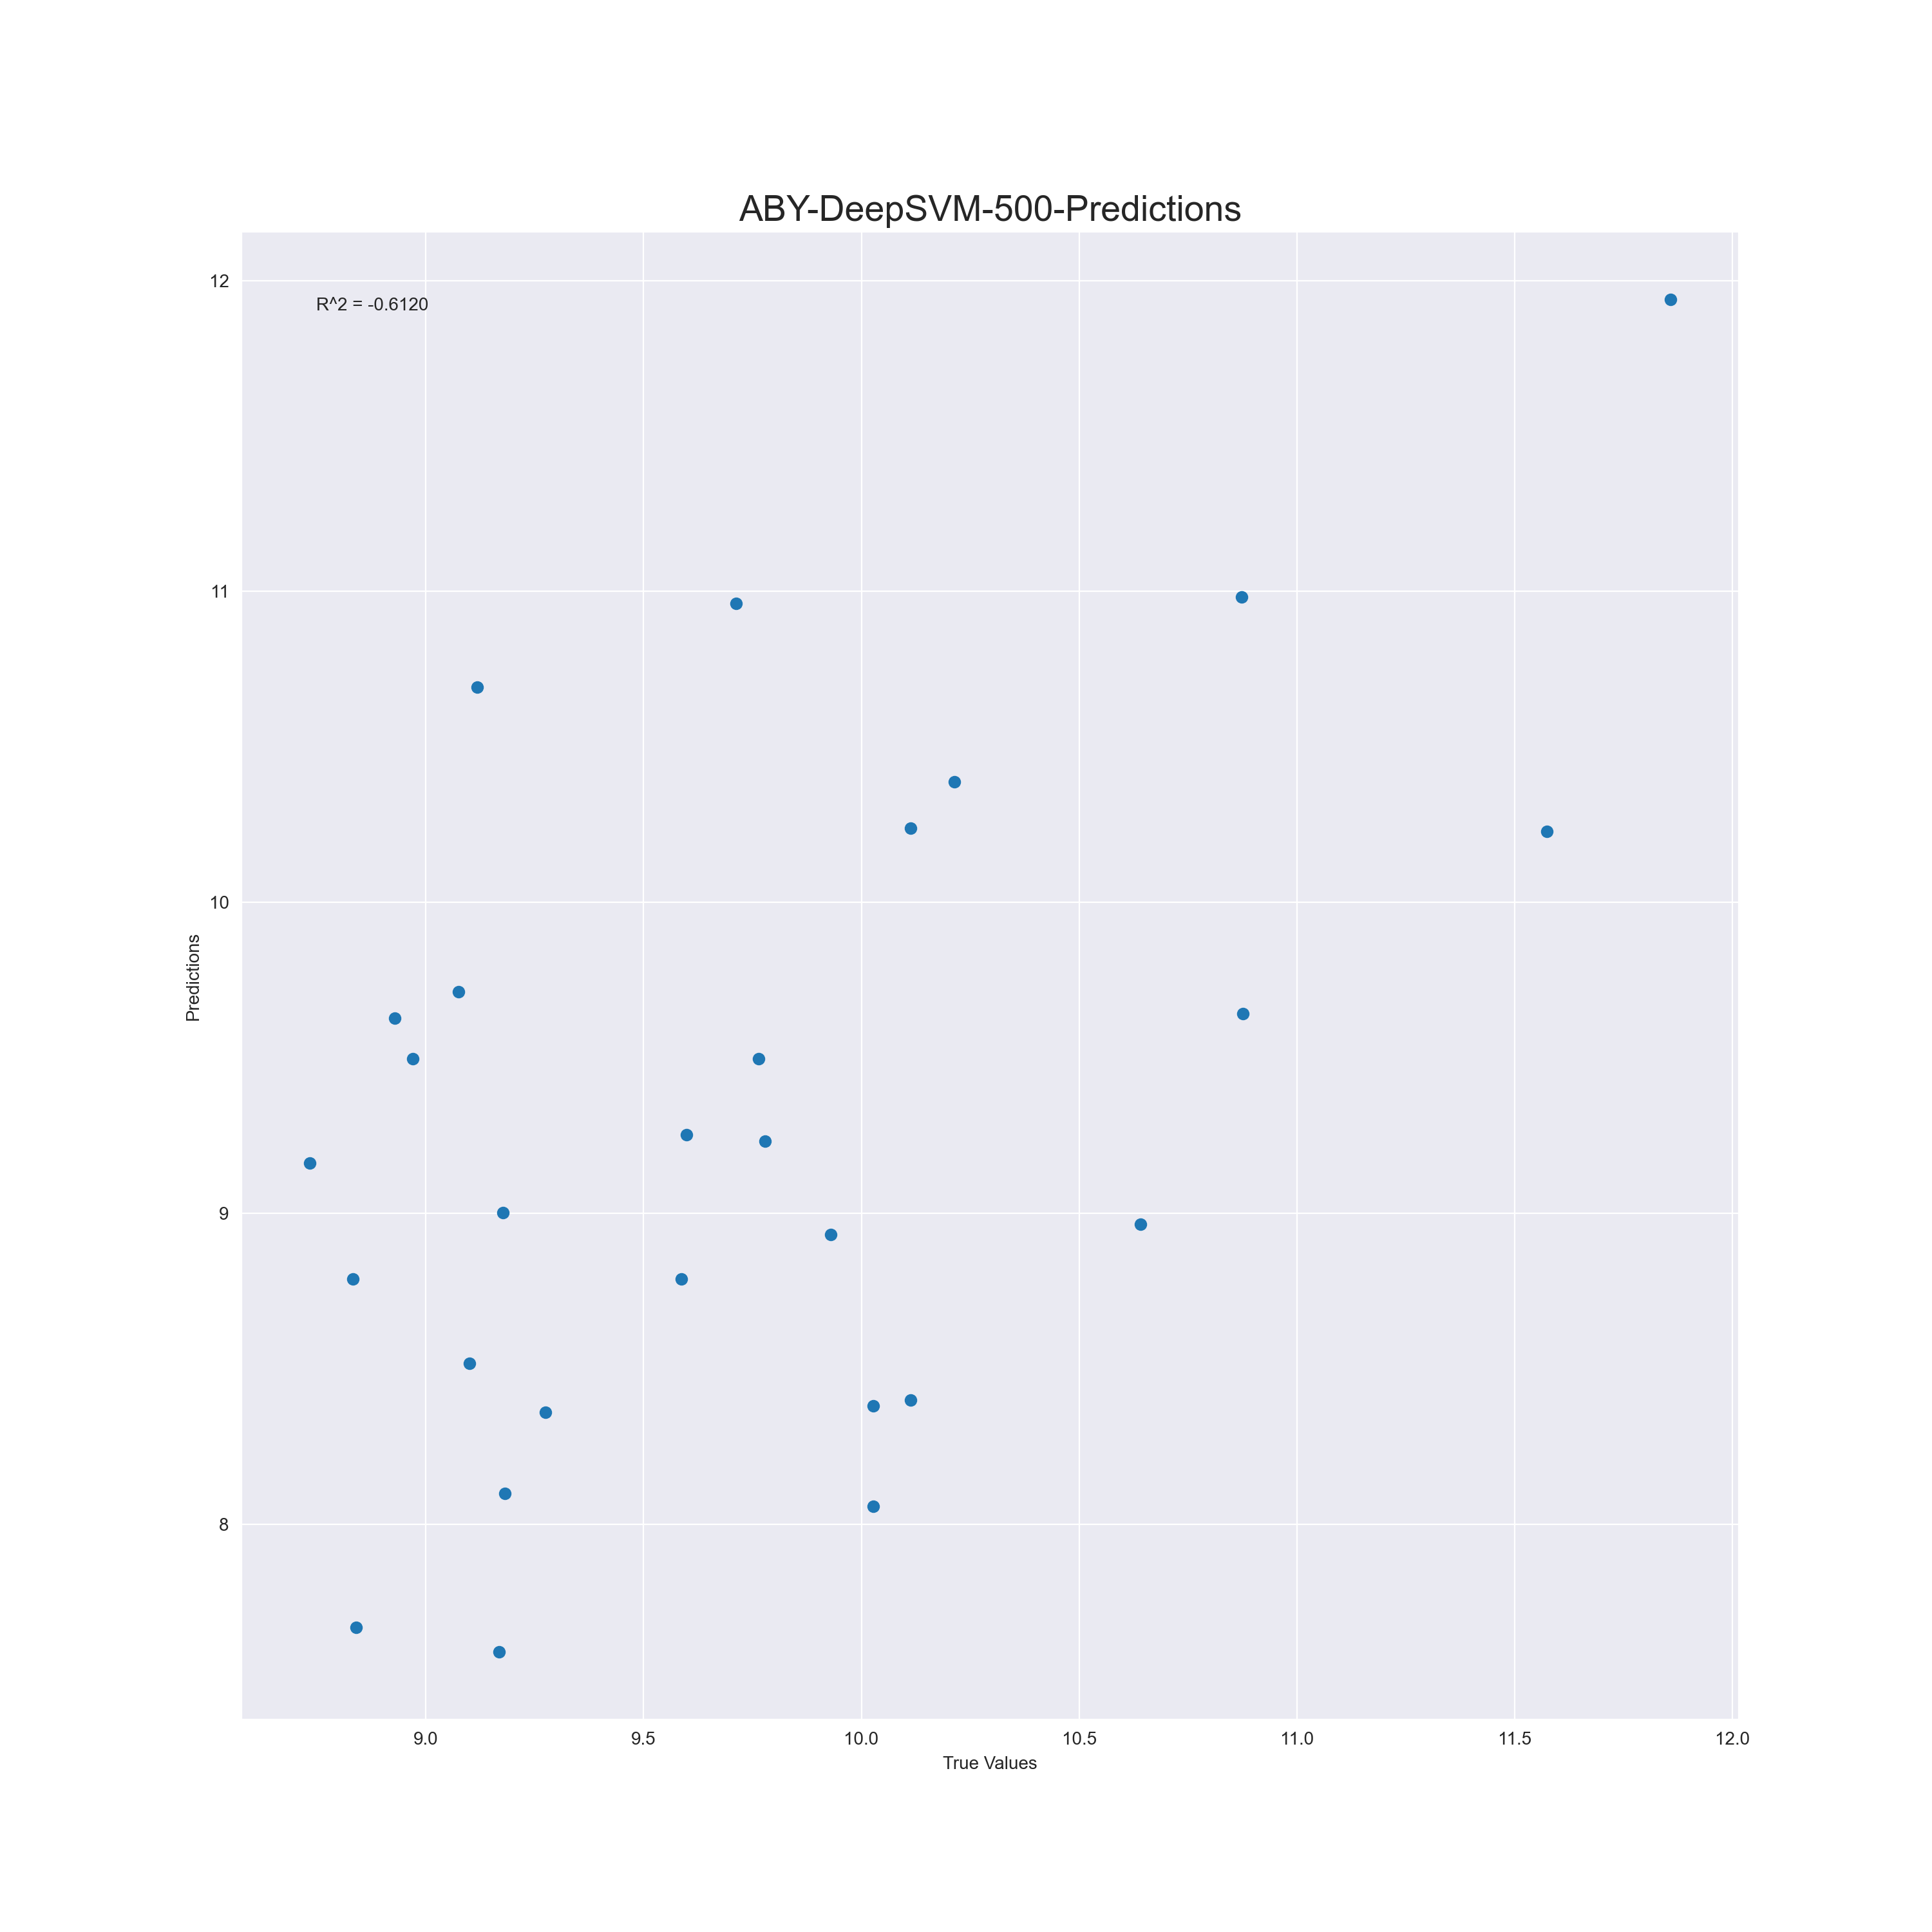 ABY-DeepSVM-500-Predictions
R^2 = -0.6120
12
11
10
9
8
Predictions
9.0 9.5 10.0 10.5 11.0 11.5 12.0
True Values